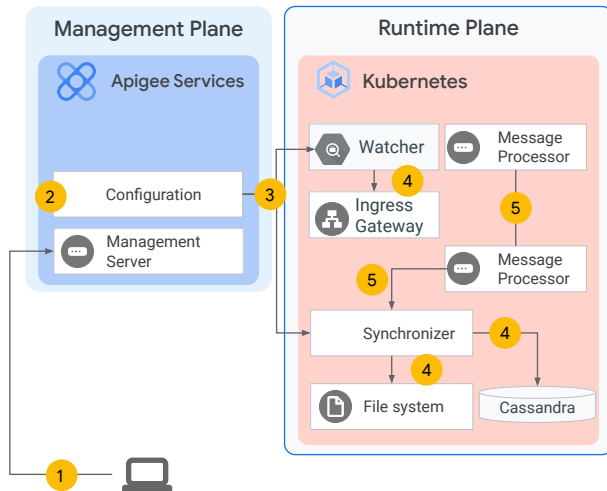 Management Plane
Apigee Services
2
Configuration
3
Management
Server
1
Runtime Plane
Kubernetes
Watcher
4
Ingress
Gateway
Message
Processor
5
Message
Processor
5
Synchronizer
4
4
File system
Cassandra